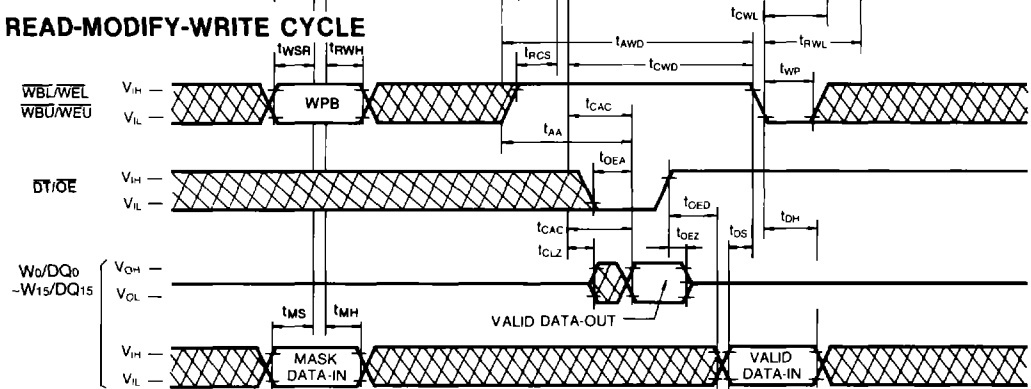 READ-MODIFY-WRITE CYCLE
tCWL
tAWD
tRWL
tWSR tRWH tRCS tCWD tWP
WBL/WEL
WBU/WEU
VIH
VIL
WPB
tCAC
tAA
tOEA
DT/OE
VIH
VIL
tOED
tCAC
tOEZ
tDS
tDH
tCLZ
W0/DQ0
~W15/DQ15
VOH
VOL
VALID DATA-OUT
tMS tMH
VIH
VIL
MASK
DATA-IN
VALID
DATA-IN